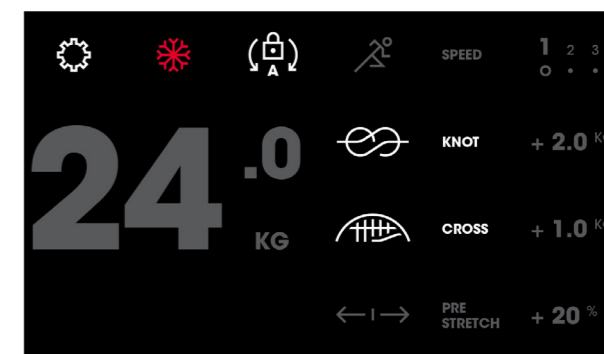 A
SPEED 1 2 3
24.0 KG
KNOT + 2.0
CROSS + 1.0
PRE
STRETCH + 20 %